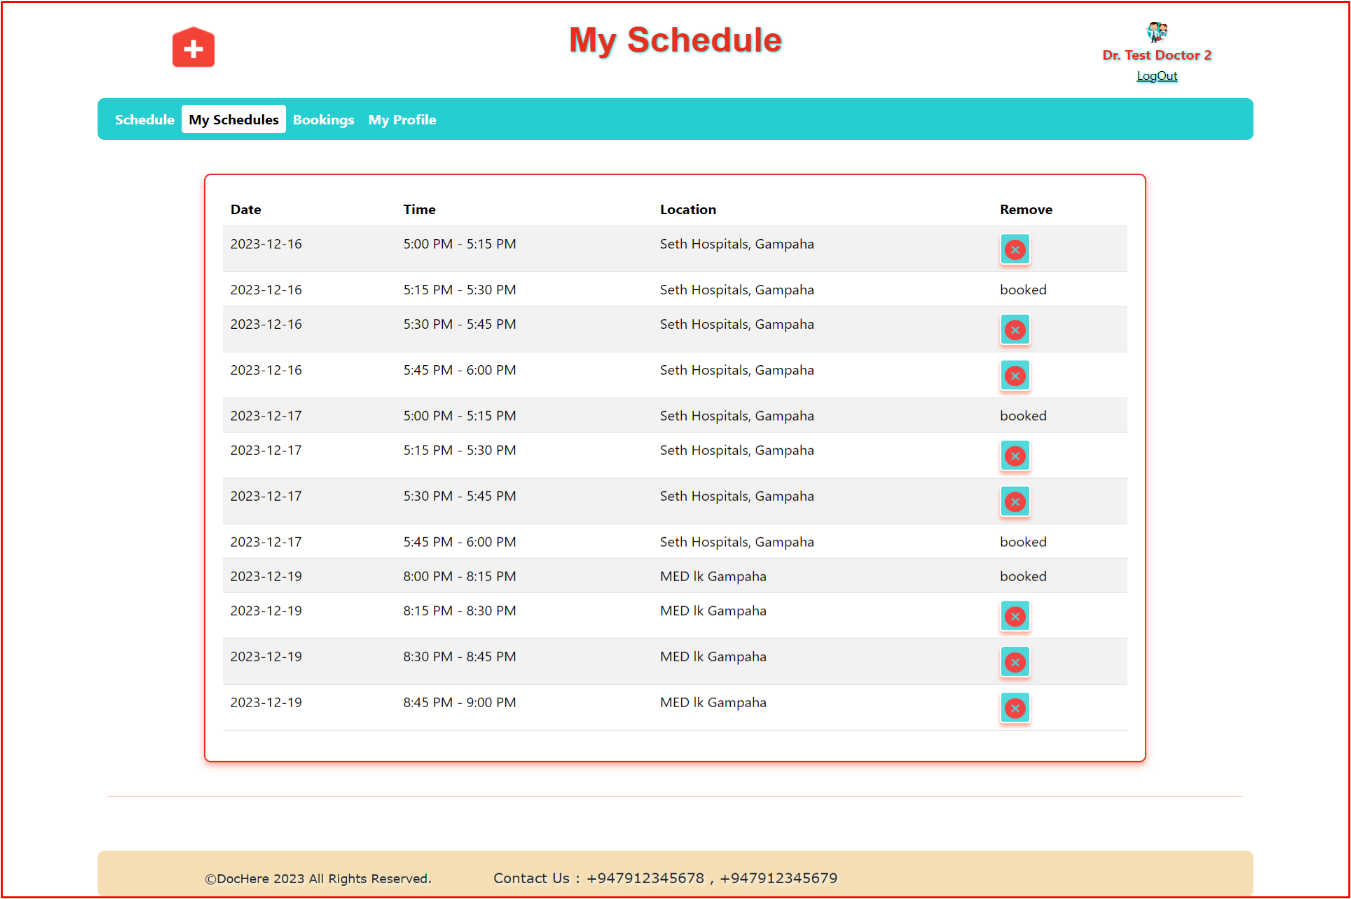 My Schedule
Dr. Test Doctor 2
LogOut
Schedule My Schedules Bookings My Profile
Date Time Location Remove
2023-12-16 5:00 PM - 5:15 PM Seth Hospitals, Gampaha
2023-12-16 5:15 PM - 5:30 PM Seth Hospitals, Gampaha booked
2023-12-16 5:30 PM - 5:45 PM Seth Hospitals, Gampaha
2023-12-16 5:45 PM - 6:00 PM Seth Hospitals, Gampaha
2023-12-17 5:00 PM - 5:15 PM Seth Hospitals, Gampaha booked
2023-12-17 5:15 PM - 5:30 PM Seth Hospitals, Gampaha
2023-12-17 5:30 PM - 5:45 PM Seth Hospitals, Gampaha
2023-12-17 5:45 PM - 6:00 PM Seth Hospitals, Gampaha booked
2023-12-19 8:00 PM - 8:15 PM MED lk Gampaha booked
2023-12-19 8:15 PM - 8:30 PM MED lk Gampaha
2023-12-19 8:30 PM - 8:45 PM MED lk Gampaha
2023-12-19 8:45 PM - 9:00 PM MED lk Gampaha
©DocHere 2023 All Rights Reserved. Contact Us : +947912345678 , +947912345679